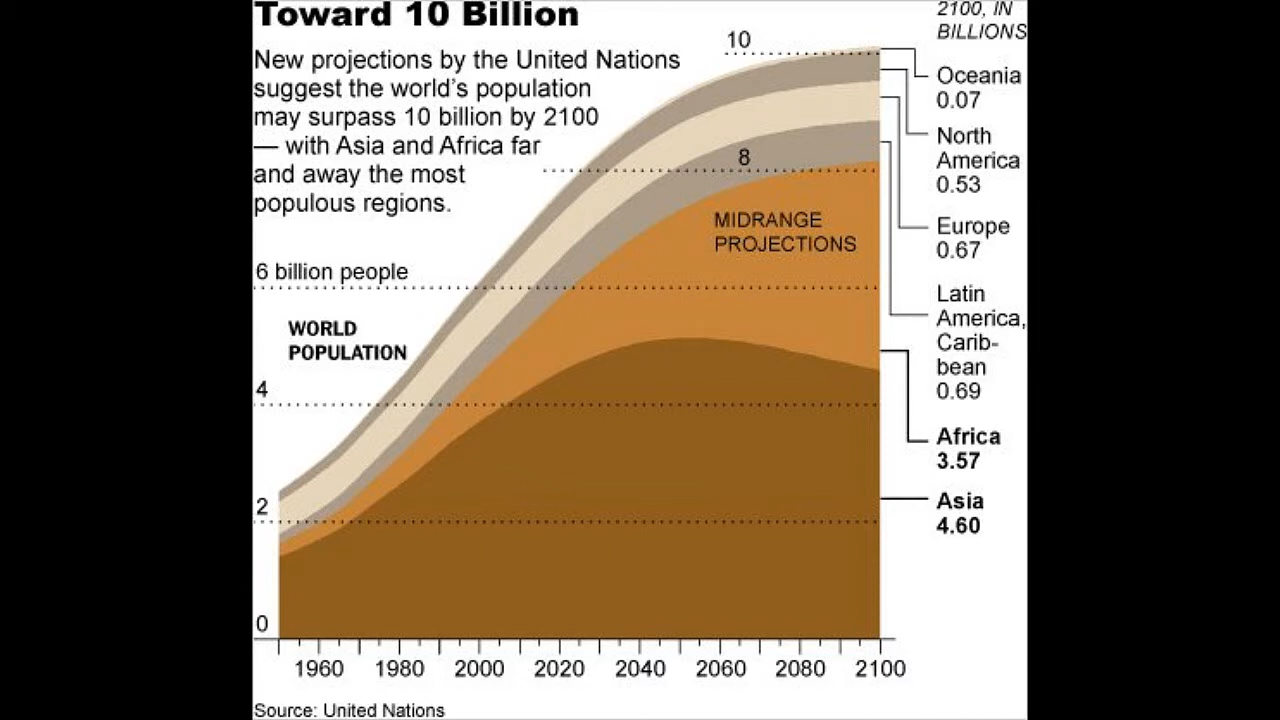 Toward 10 Billion
New projections by the United Nations
suggest the world's population
may surpass 10 billion by 2100
— with Asia and Africa far
and away the most
populous regions.
2100, IN
BILLIONS
10
8
6 billion people
4
2
0
WORLD
POPULATION
MIDRANGE
PROJECTIONS
Oceania
0.07
North
America
0.53
Europe
0.67
Latin
America,
Carib-
bean
0.69
Africa
3.57
Asia
4.60
1960 1980 2000 2020 2040 2060 2080 2100
Source: United Nations